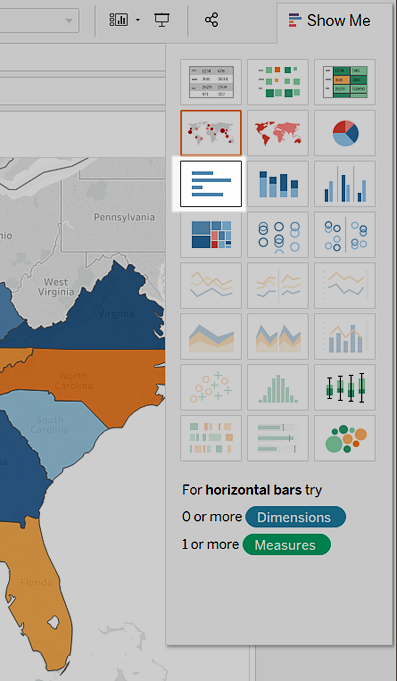 Show Me
nio
Pennsylvania
West
Virginia
Virginia
North
Carolina
South
Carolina
Florida
For horizontal bars try
0 or more Dimensions
1 or more Measures